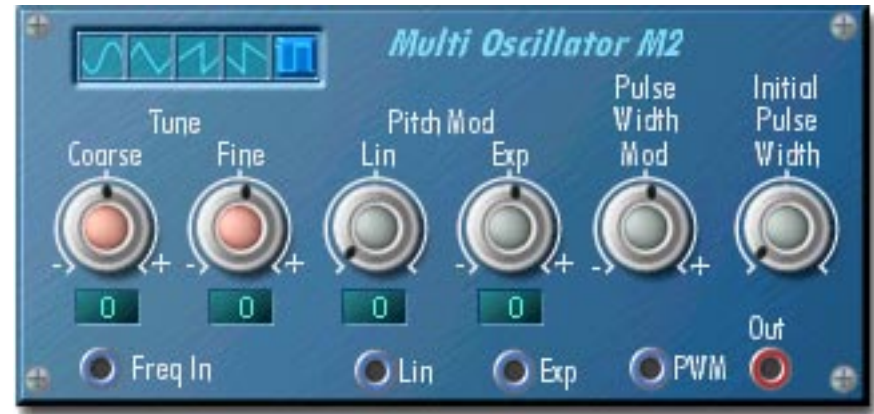 Multi Oscillator M2
Tune
Coarse
Fine
Pitch Mod
Lin
Exp
Pulse
Width
Mod
Initial
Pulse
Width
- +
- +
- +
- +
0
0
0
0
Freq In
Lin
Exp
PWM
Out